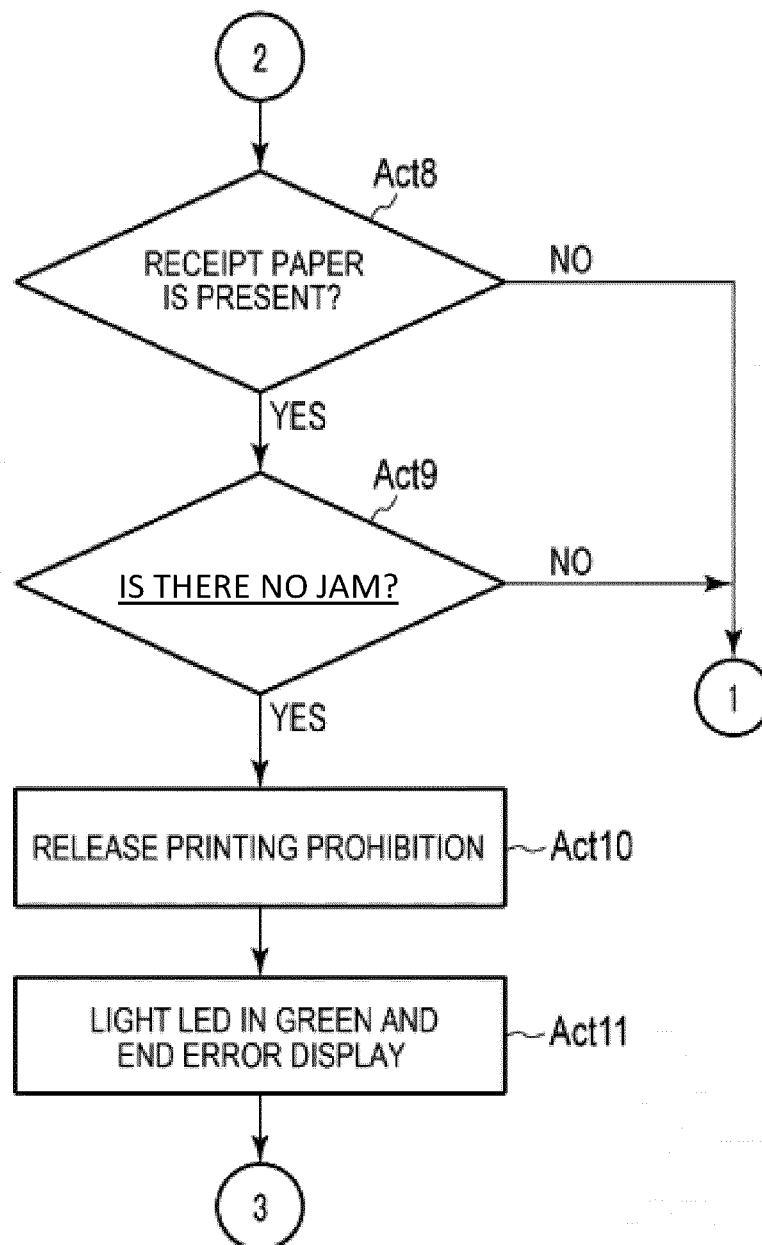 2
Act8
RECEIPT PAPER
IS PRESENT?
NO
YES
Act9
IS THERE NO JAM?
NO
1
YES
RELEASE PRINTING PROHIBITION
Act10
LIGHT LED IN GREEN AND
END ERROR DISPLAY
Act11
3